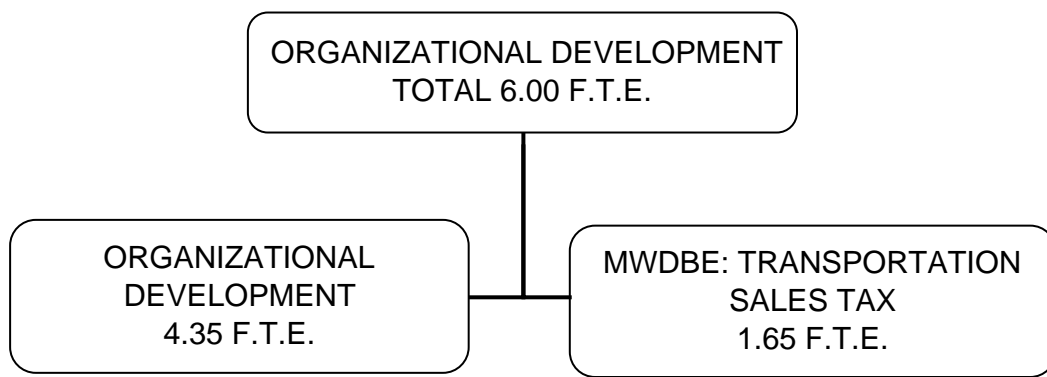 ORGANIZATIONAL DEVELOPMENT
TOTAL 6.00 F.T.E.
ORGANIZATIONAL
DEVELOPMENT
4.35 F.T.E.
MWDBE: TRANSPORTATION
SALES TAX
1.65 F.T.E.